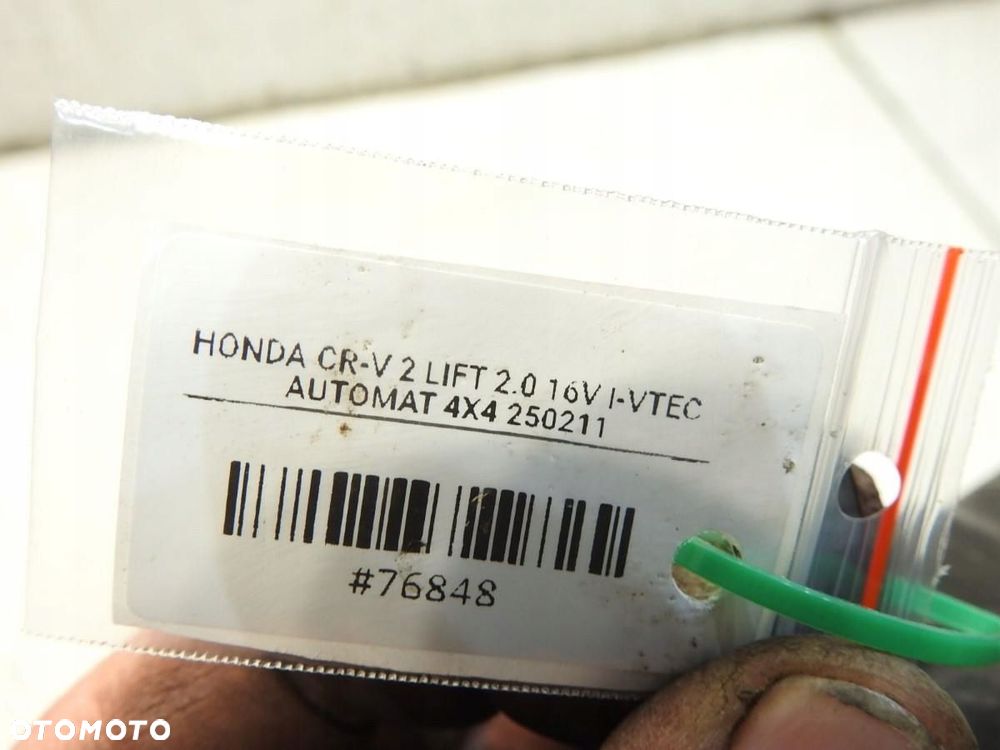 HONDA CR-V 2 LIFT 2.0 16V I-VTEC
AUTOMAT 4X4 250211
#76848
OTOMOTO